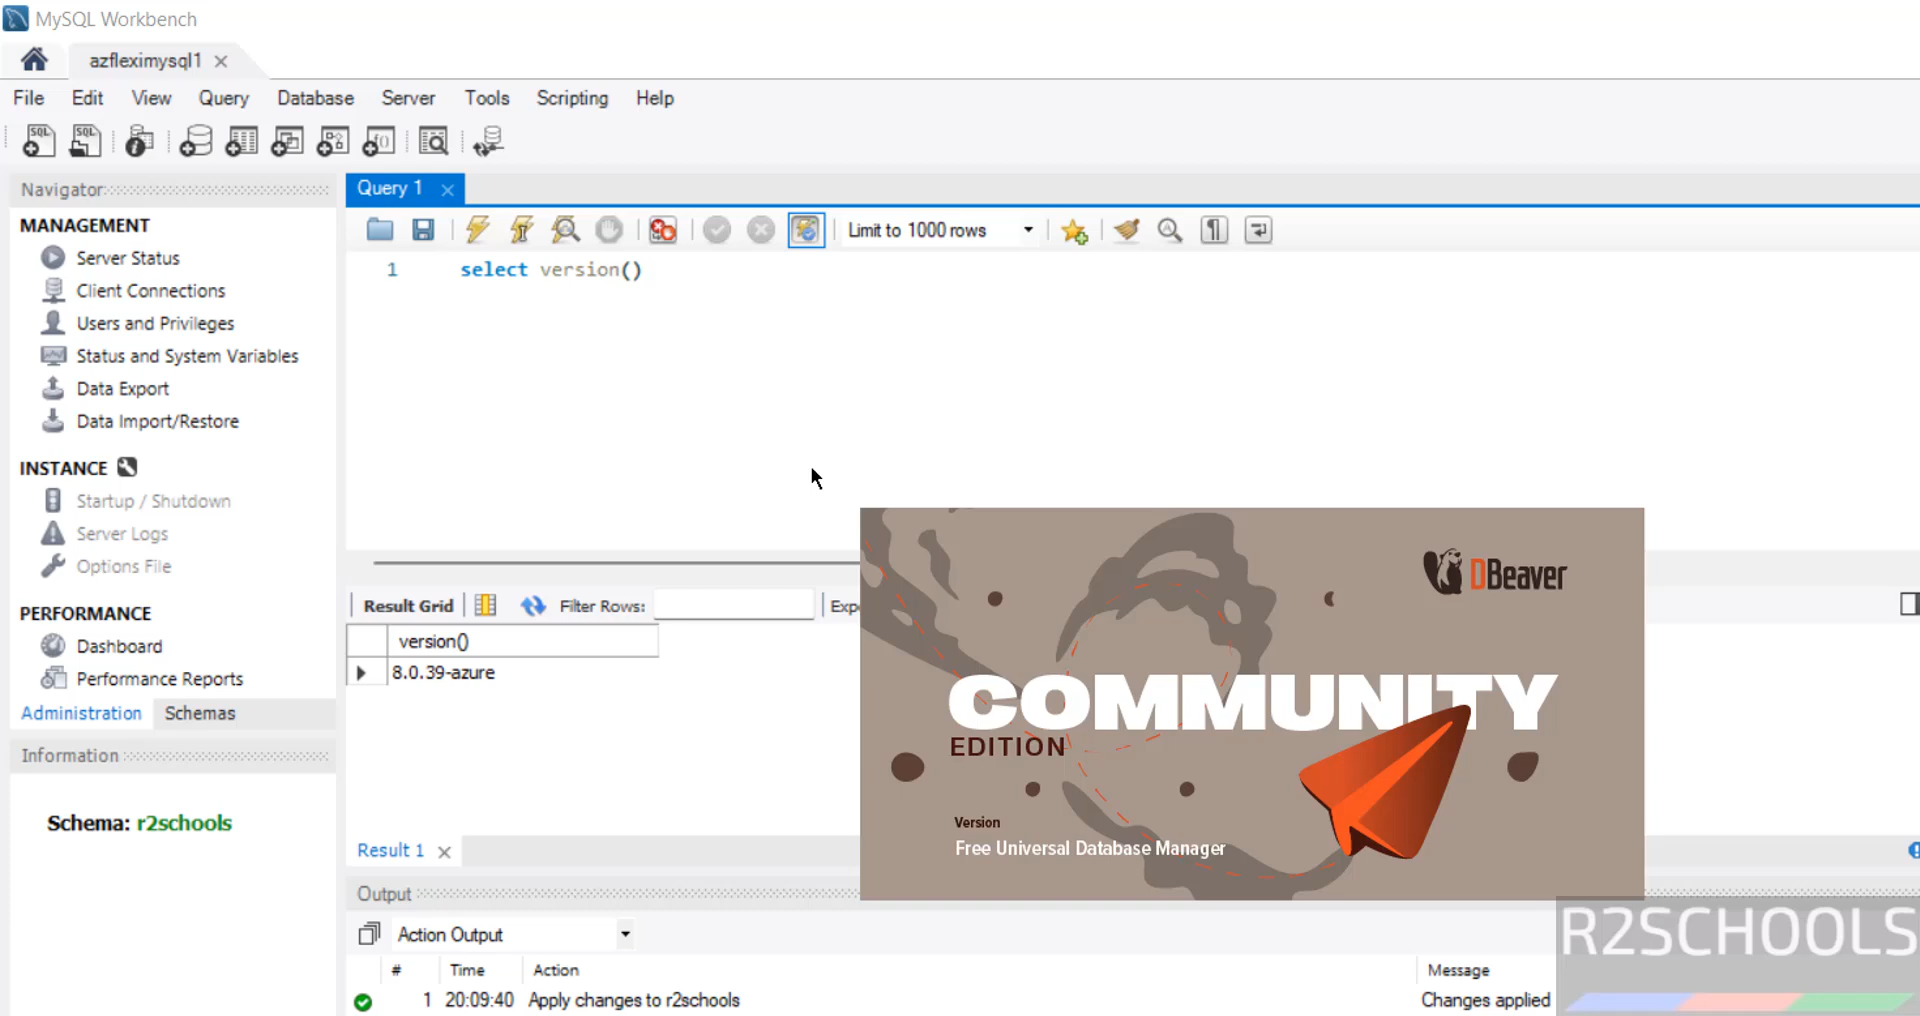 MySQL Workbench
azfleximysql1
File Edit View Query Database Server Tools Scripting Help
SQL SQL
Navigator
MANAGEMENT
Server Status
Client Connections
Users and Privileges
Status and System Variables
Data Export
Data Import/Restore
INSTANCE
Startup / Shutdown
Server Logs
Options File
PERFORMANCE
Dashboard
Performance Reports
Administration Schemas
Information
Schema: r2schools
Query 1
Limit to 1000 rows
1 select version()
Result Grid Filter Rows: Exp
version()
8.0.39-azure
Result 1
Output
Action Output
# Time Action Message
1 20:09:40 Apply changes to r2schools Changes applied
DBeaver
COMMUNITY
EDITION
Version
Free Universal Database Manager
R2SCHOOLS